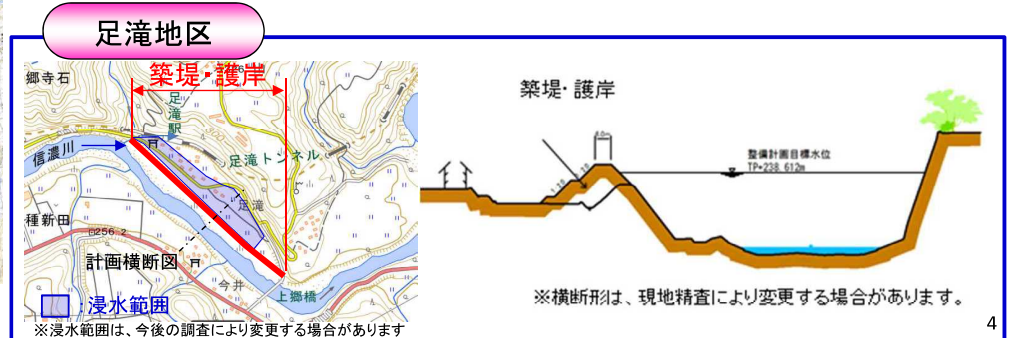 足滝地区
築堤・護岸
郷寺石
足滝駅
信濃川
足滝トンネル
足滝
種新田
256.2
計画横断図
今井
上郷橋
:浸水範囲
※浸水範囲は、今後の調査により変更する場合があります
築堤・護岸
4.0m
整備計画目標水位
TP+238.612m
※横断形は、現地精査により変更する場合があります。
4